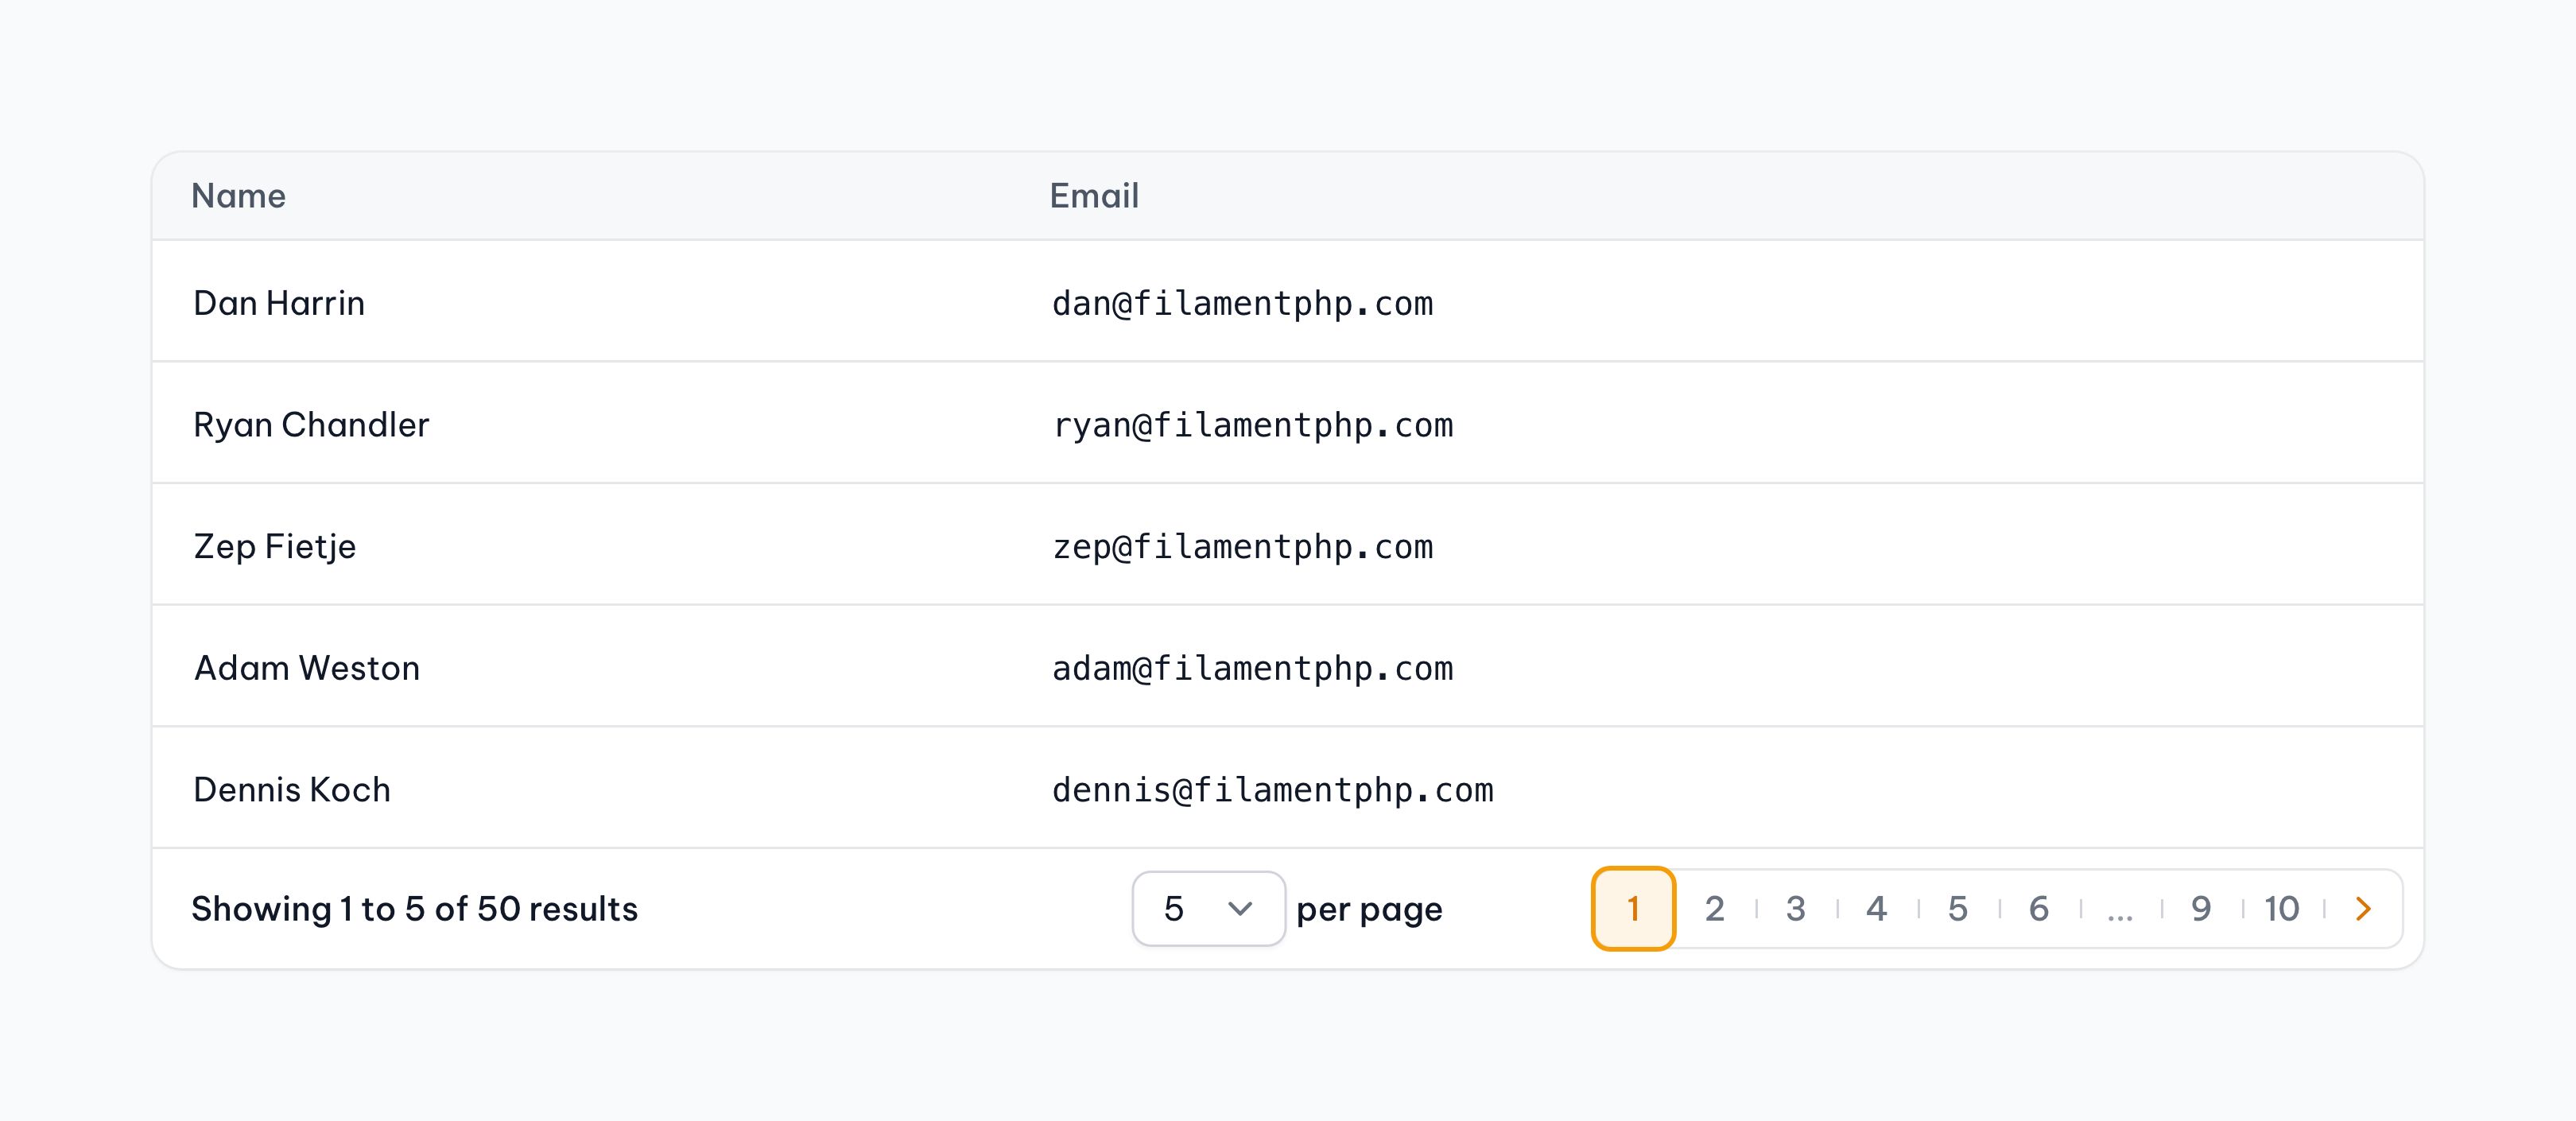 Name Email
Dan Harrin dan@filamentphp.com
Ryan Chandler ryan@filamentphp.com
Zep Fietje zep@filamentphp.com
Adam Weston adam@filamentphp.com
Dennis Koch dennis@filamentphp.com
Showing 1 to 5 of 50 results 5 per page 1 2 3 4 5 6 ... 9 10